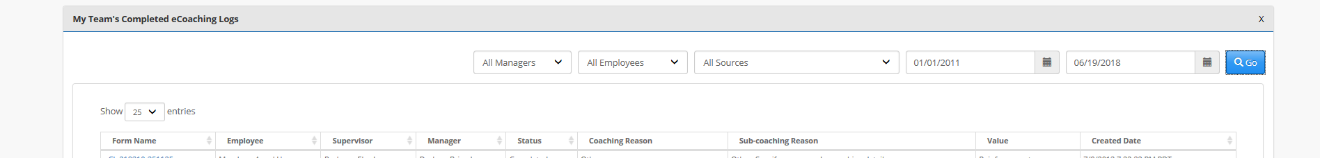 My Team's Completed eCoaching Logs X
All Managers All Employees All Sources 01/01/2011 06/19/2018 Go
Show 25 entries
Form Name Employee Supervisor Manager Status Coaching Reason Sub-coaching Reason Value Created Date